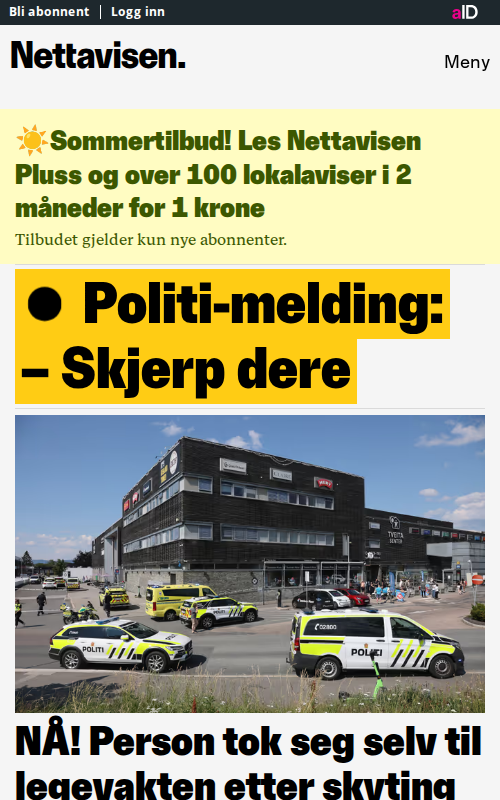 Bli abonnent | Logg inn
aID
Nettavisen.
Meny
☀️Sommertilbud! Les Nettavisen
Pluss og over 100 lokalaviser i 2
måneder for 1 krone
Tilbudet gjelder kun nye abonnenter.
● Politi-melding:
– Skjerp dere
TVEITA
SENTER
02800
POLITI
POLITI
NÅ! Person tok seg selv til
legevakten etter skyting